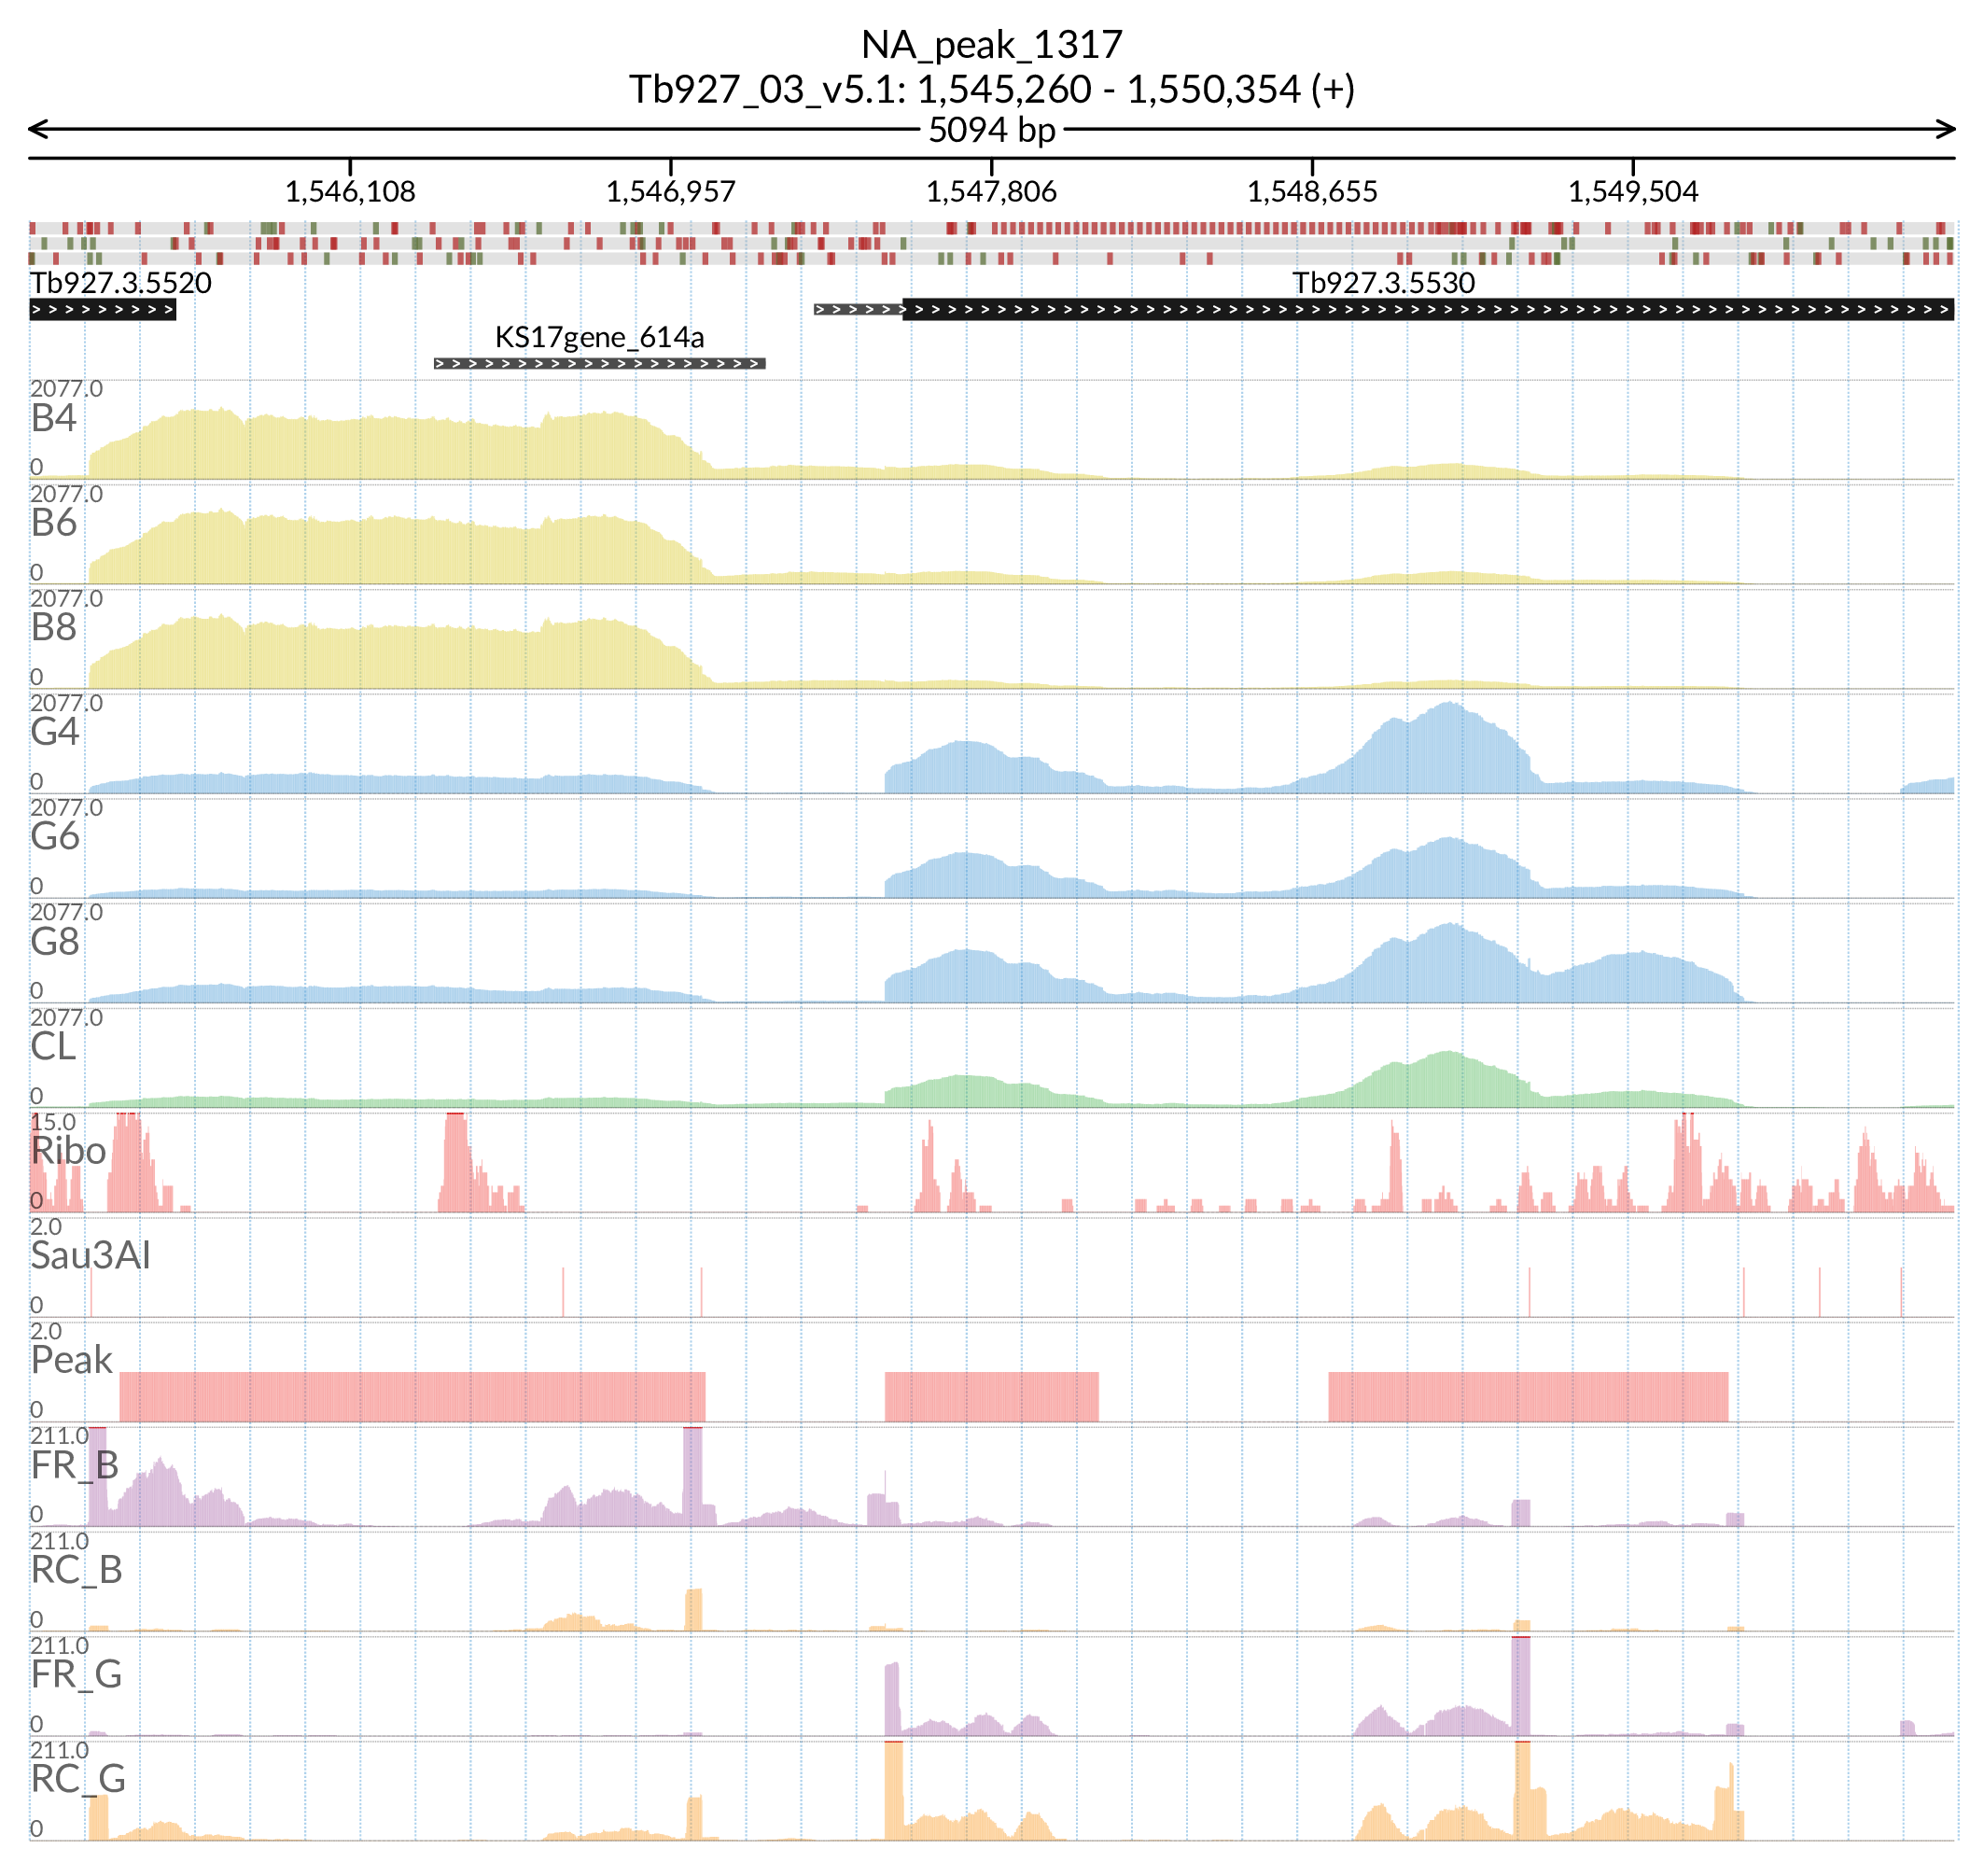 NA_peak_1317
Tb927_03_v5.1: 1,545,260 - 1,550,354 (+)
5094 bp
1,546,108 1,546,957 1,547,806 1,548,655 1,549,504
Tb927.3.5520 Tb927.3.5530
KS17gene_614a
2077.0
B4
0
2077.0
B6
0
2077.0
B8
0
2077.0
G4
0
2077.0
G6
0
2077.0
G8
0
2077.0
CL
0
15.0
Ribo
0
2.0
Sau3AI
0
2.0
Peak
0
211.0
FR_B
0
211.0
RC_B
0
211.0
FR_G
0
211.0
RC_G
0